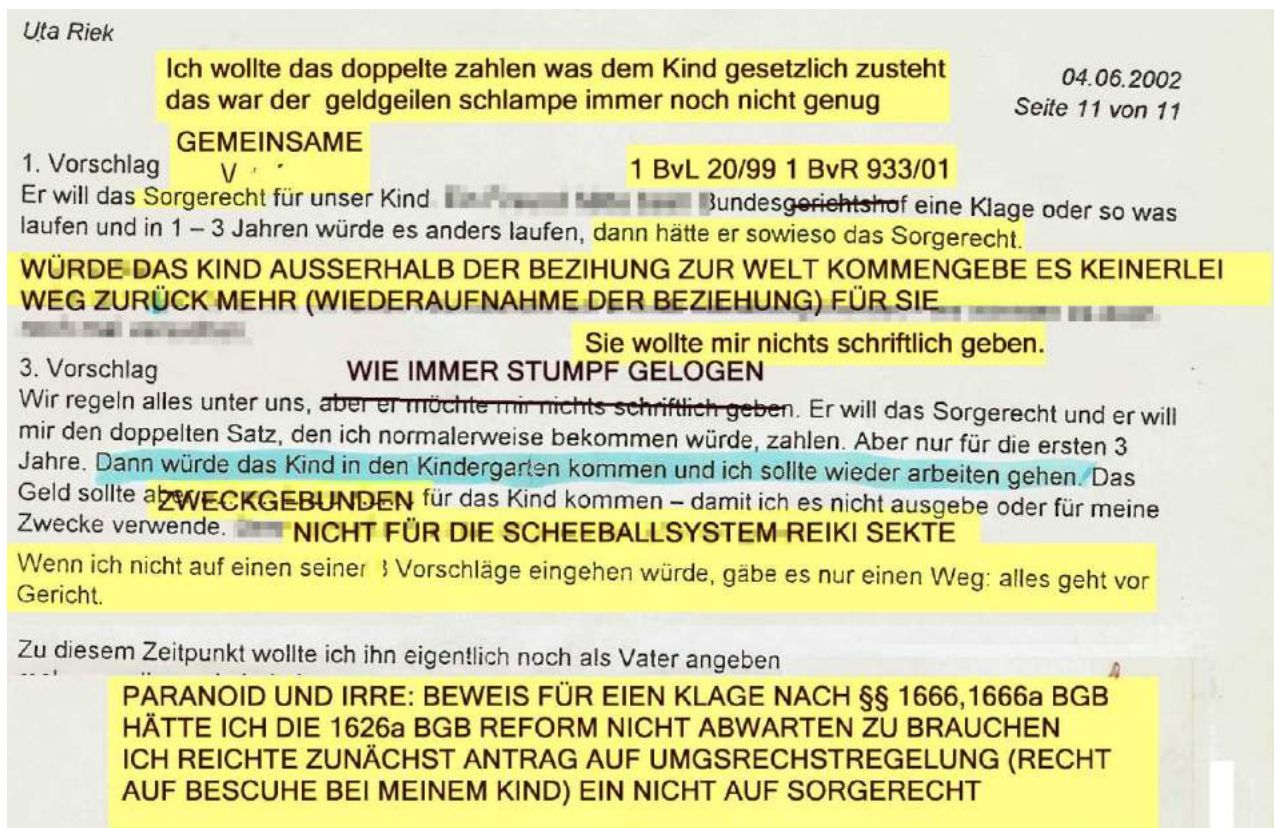 Uta Riek
Ich wollte das doppelte zahlen was dem Kind gesetzlich zusteht
das war der geldgeilen schlampe immer noch nicht genug
04.06.2002
Seite 11 von 11
GEMEINSAME
1. Vorschlag
1 BvL 20/99 1 BvR 933/01
Er will das Sorgerecht für unser Kind. Bundesgerichtshof eine Klage oder so was
laufen und in 1 – 3 Jahren würde es anders laufen, dann hätte er sowieso das Sorgerecht.
WÜRDE DAS KIND AUSSERHALB DER BEZIHUNG ZUR WELT KOMMENGEBE ES KEINERLEI
WEG ZURÜCK MEHR (WIEDERAUFNAHME DER BEZIEHUNG) FÜR SIE
Sie wollte mir nichts schriftlich geben.
3. Vorschlag
WIE IMMER STUMPF GELOGEN
Wir regeln alles unter uns, aber er möchte mir nichts schriftlich geben. Er will das Sorgerecht und er will
mir den doppelten Satz, den ich normalerweise bekommen würde, zahlen. Aber nur für die ersten 3
Jahre. Dann würde das Kind in den Kindergarten kommen und ich sollte wieder arbeiten gehen. Das
Geld sollte ZWECKGEBUNDEN für das Kind kommen – damit ich es nicht ausgebe oder für meine
Zwecke verwende. NICHT FÜR DIE SCHEEBALLSYSTEM-REIKI SEKTE
Wenn ich nicht auf einen seiner 3 Vorschläge eingehen würde, gäbe es nur einen Weg: alles geht vor
Gericht.
Zu diesem Zeitpunkt wollte ich ihn eigentlich noch als Vater angeben
PARANOID UND IRRE: BEWEIS FÜR EIEN KLAGE NACH §§ 1666,1666a BGB
HÄTTE ICH DIE 1626a BGB REFORM NICHT ABWARTEN ZU BRAUCHEN
ICH REICHTE ZUNÄCHST ANTRAG AUF UMGSRECHSTREGELUNG (RECHT
AUF BESCUHE BEI MEINEM KIND) EIN NICHT AUF SORGERECHT